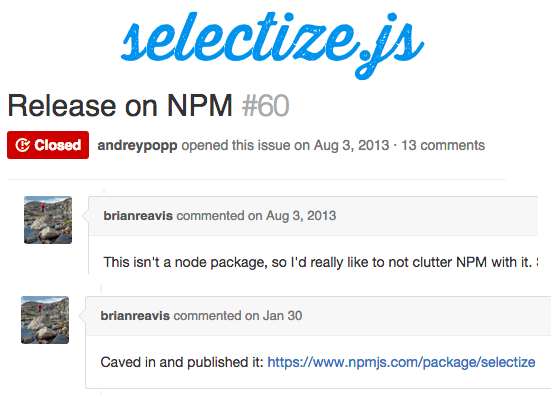 selectize.js
Release on NPM #60
Closed andreypopp opened this issue on Aug 3, 2013 · 13 comments
brianreavis commented on Aug 3, 2013
This isn't a node package, so I'd really like to not clutter NPM with it.
brianreavis commented on Jan 30
Caved in and published it: https://www.npmjs.com/package/selectize